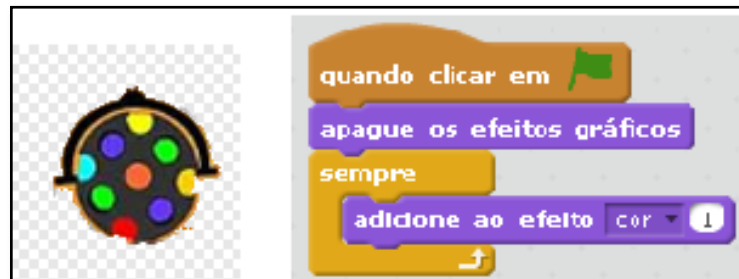 quando clicar em
apague os efeitos gráficos
sempre
adicione ao efeito cor 1